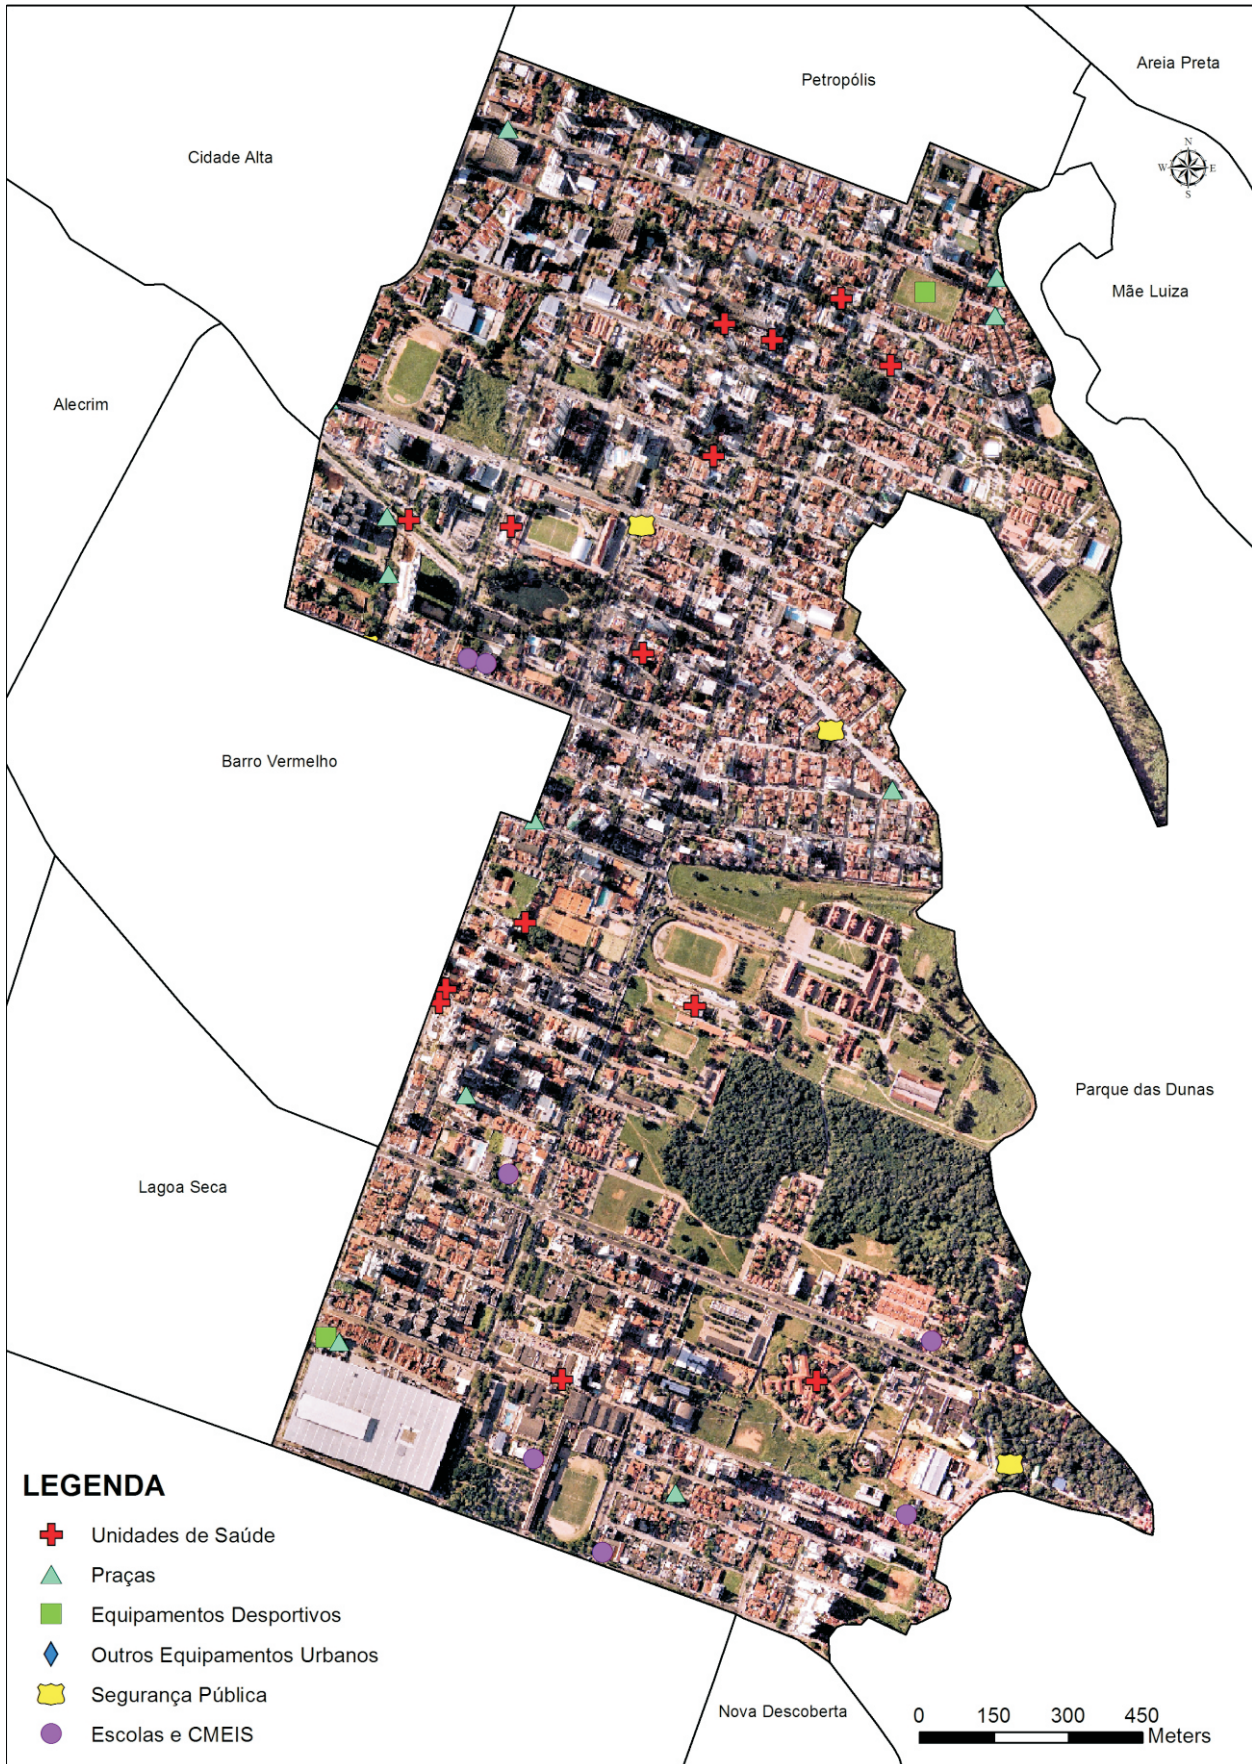 Areia Preta
Petropólis
N
Cidade Alta
W E
S
Mãe Luiza
Alecrim
Barro Vermelho
Parque das Dunas
Lagoa Seca
LEGENDA
Unidades de Saúde
Praças
Equipamentos Desportivos
Outros Equipamentos Urbanos
Segurança Pública
Escolas e CMEIS
Nova Descoberta
0 150 300 450
Meters